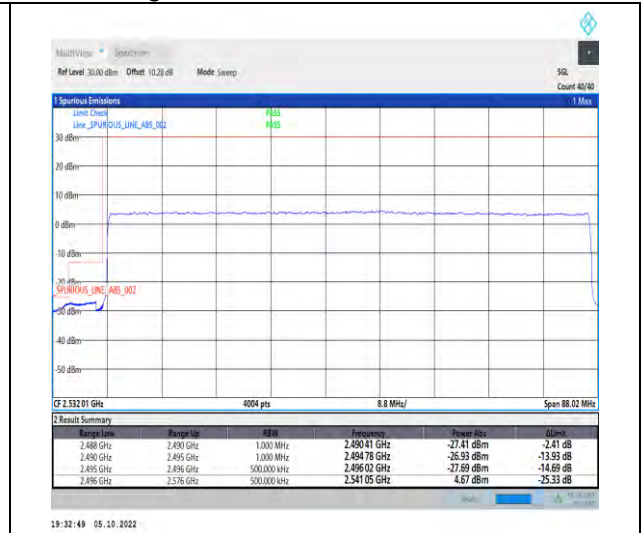 MultiView Spectrum
Ref Level 30.00 dBm Offset 10.28 dB Mode Sweep SGL
Count 40/40
1 Spurious Emissions 1 Max
Limit Check PASS
Line _SPURIOUS_LINE_ABS_002 PASS
30 dBm
20 dBm
10 dBm
0 dBm
-10 dBm
-20 dBm
_SPURIOUS_LINE_ABS_002
-30 dBm
-40 dBm
-50 dBm
CF 2.532 01 GHz 4004 pts 8.8 MHz/ Span 88.02 MHz
2 Result Summary
Range Low Range Up RBW Frequency Power Abs ΔLimit
2.488 GHz 2.490 GHz 1.000 MHz 2.490 41 GHz -27.41 dBm -2.41 dB
2.490 GHz 2.495 GHz 1.000 MHz 2.494 78 GHz -26.93 dBm -13.93 dB
2.495 GHz 2.496 GHz 500.000 kHz 2.496 02 GHz -27.69 dBm -14.69 dB
2.496 GHz 2.576 GHz 500.000 kHz 2.541 05 GHz 4.67 dBm -25.33 dB
19:32:49 05.10.2022